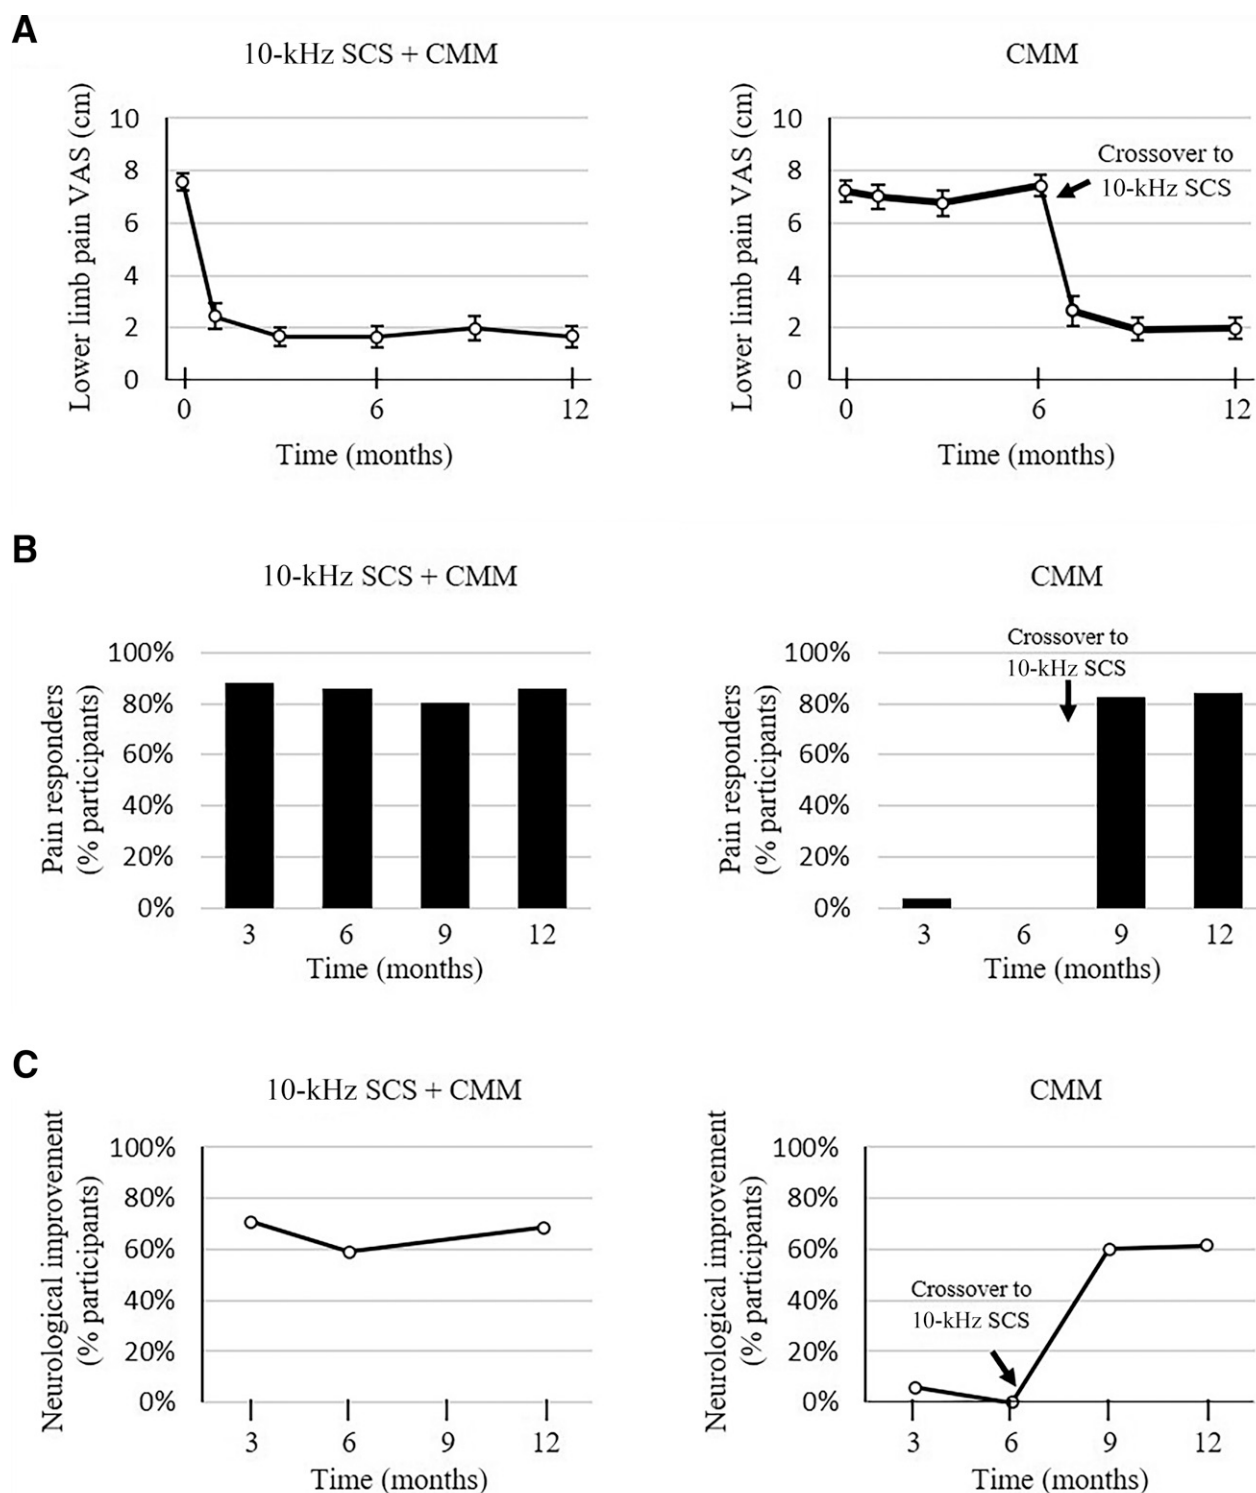 A
10-kHz SCS + CMM
Lower limb pain VAS (cm)
10
8
6
4
2
0
0 6 12
Time (months)
CMM
Lower limb pain VAS (cm)
10
8
6
4
2
0
Crossover to
10-kHz SCS
0 6 12
Time (months)
B
10-kHz SCS + CMM
Pain responders
(% participants)
100%
80%
60%
40%
20%
0%
3 6 9 12
Time (months)
CMM
Pain responders
(% participants)
100%
80%
60%
40%
20%
0%
Crossover to
10-kHz SCS
3 6 9 12
Time (months)
C
10-kHz SCS + CMM
Neurological improvement
(% participants)
100%
80%
60%
40%
20%
0%
3 6 9 12
Time (months)
CMM
Neurological improvement
(% participants)
100%
80%
60%
40%
20%
0%
Crossover to
10-kHz SCS
3 6 9 12
Time (months)